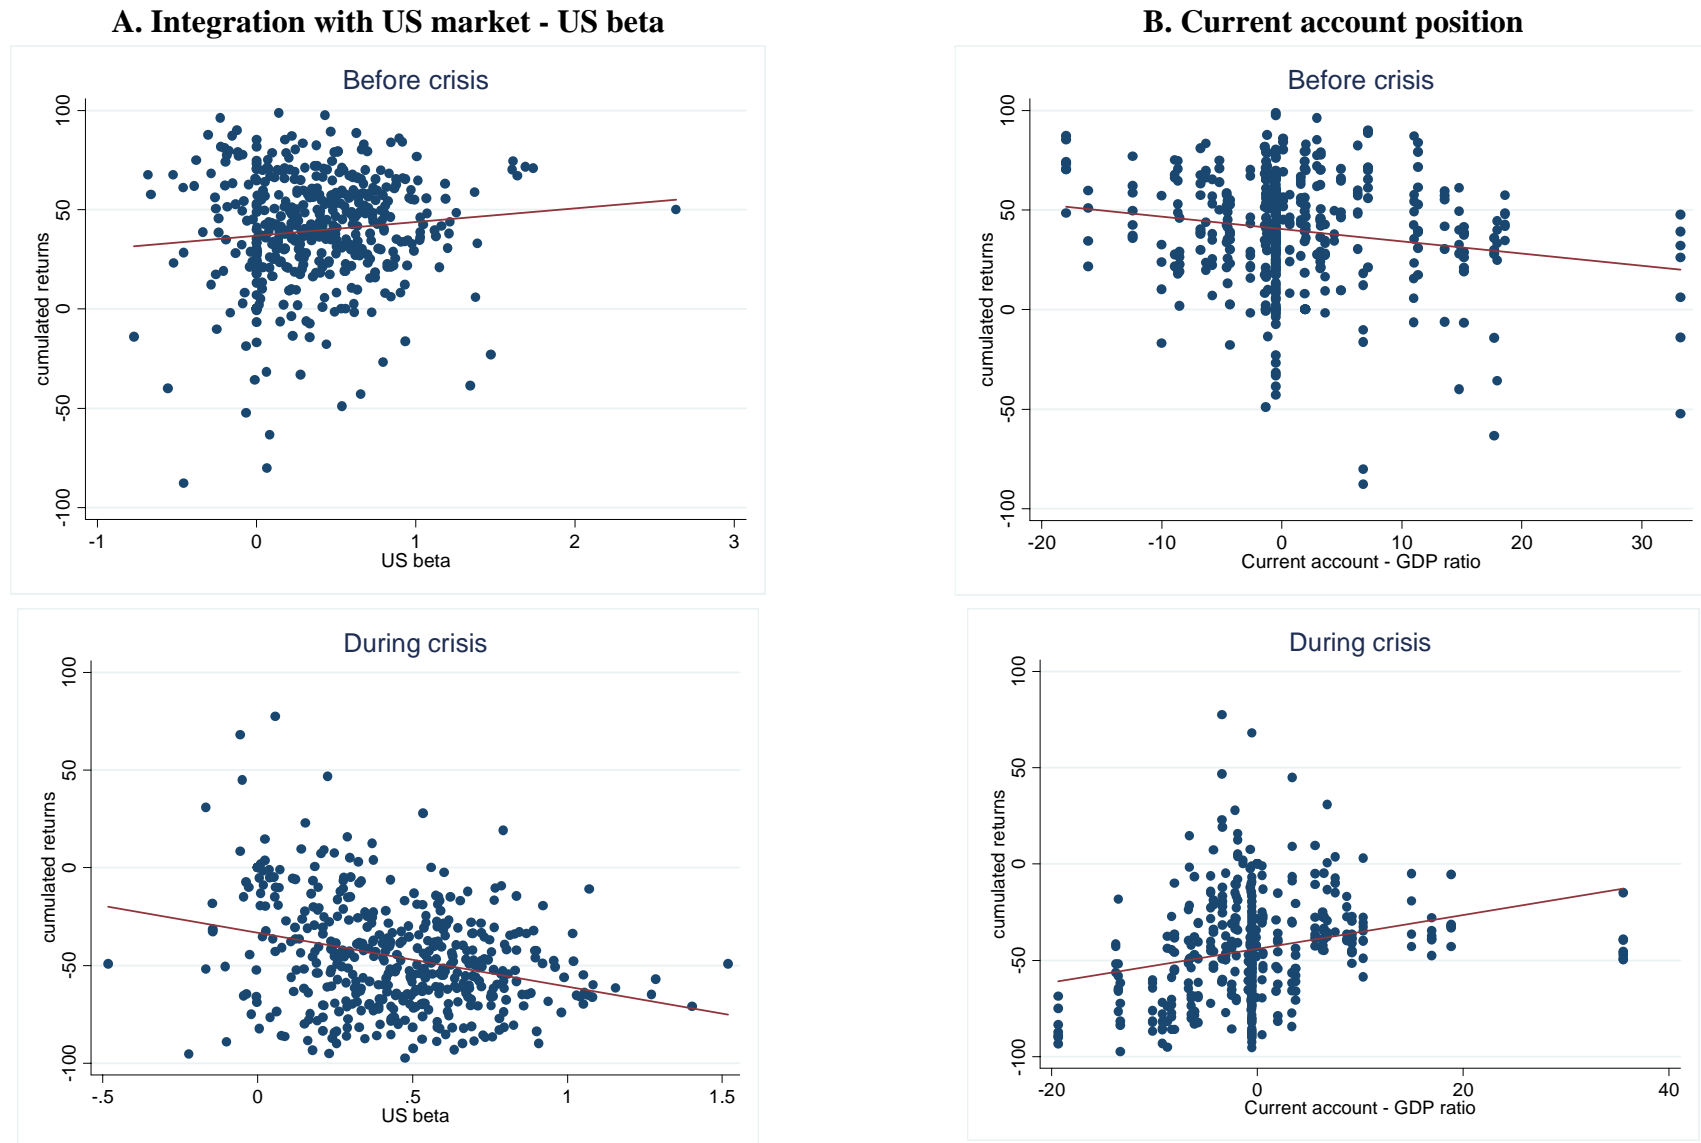 A. Integration with US market - US beta
Before crisis
cumulated returns
100
50
0
-50
-100
-1
0
1
2
3
US beta
During crisis
cumulated returns
100
50
0
-50
-100
-.5
0
.5
1
1.5
US beta
B. Current account position
Before crisis
cumulated returns
100
50
0
-50
-100
-20
-10
0
10
20
30
Current account - GDP ratio
During crisis
cumulated returns
100
50
0
-50
-100
-20
0
20
40
Current account - GDP ratio